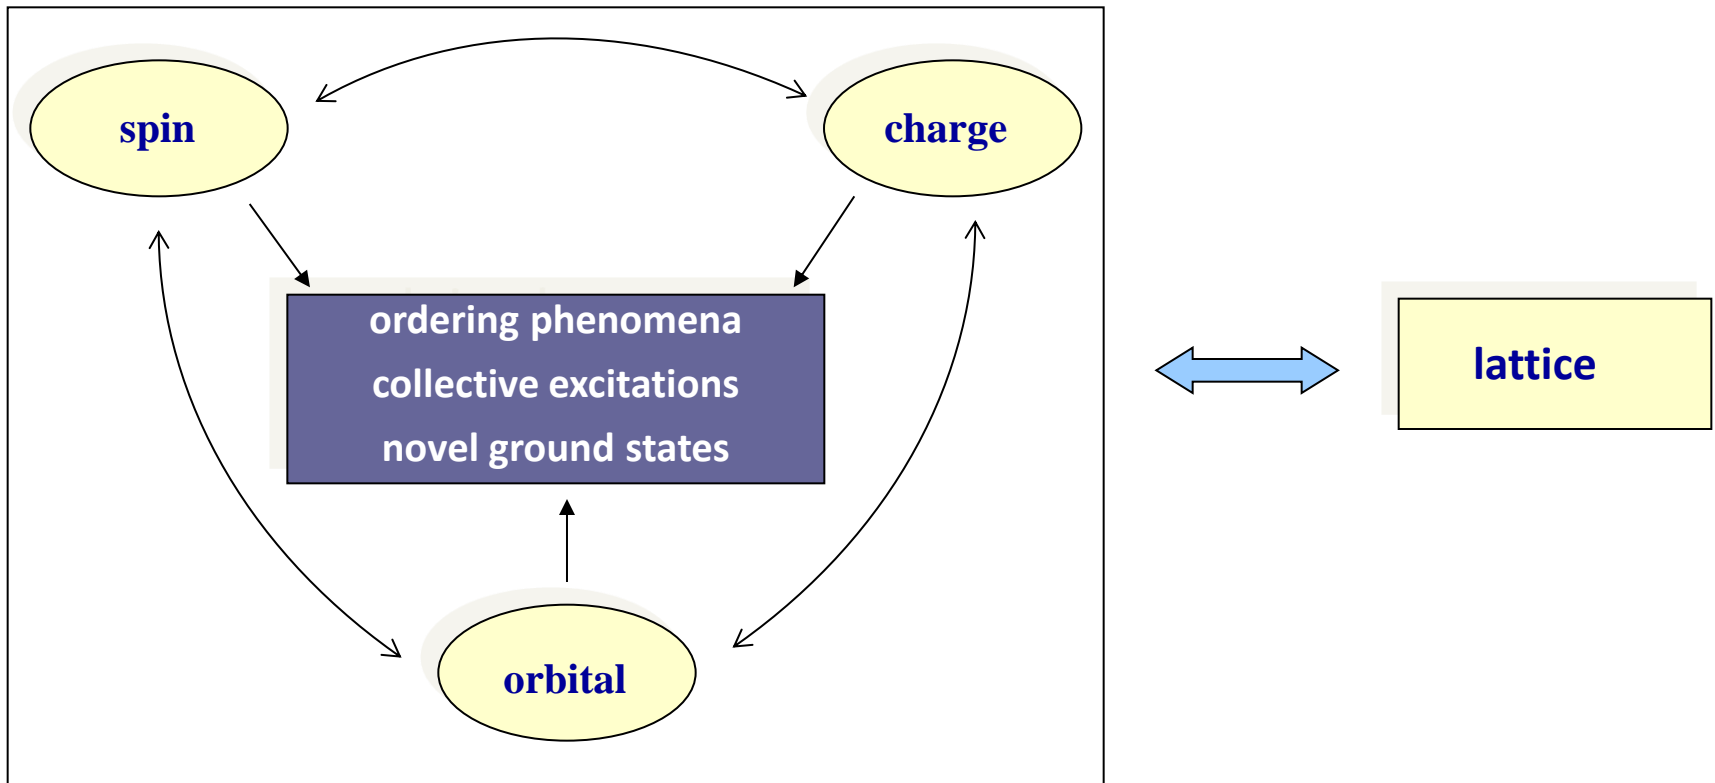 spin
charge
ordering phenomena
collective excitations
novel ground states
lattice
orbital